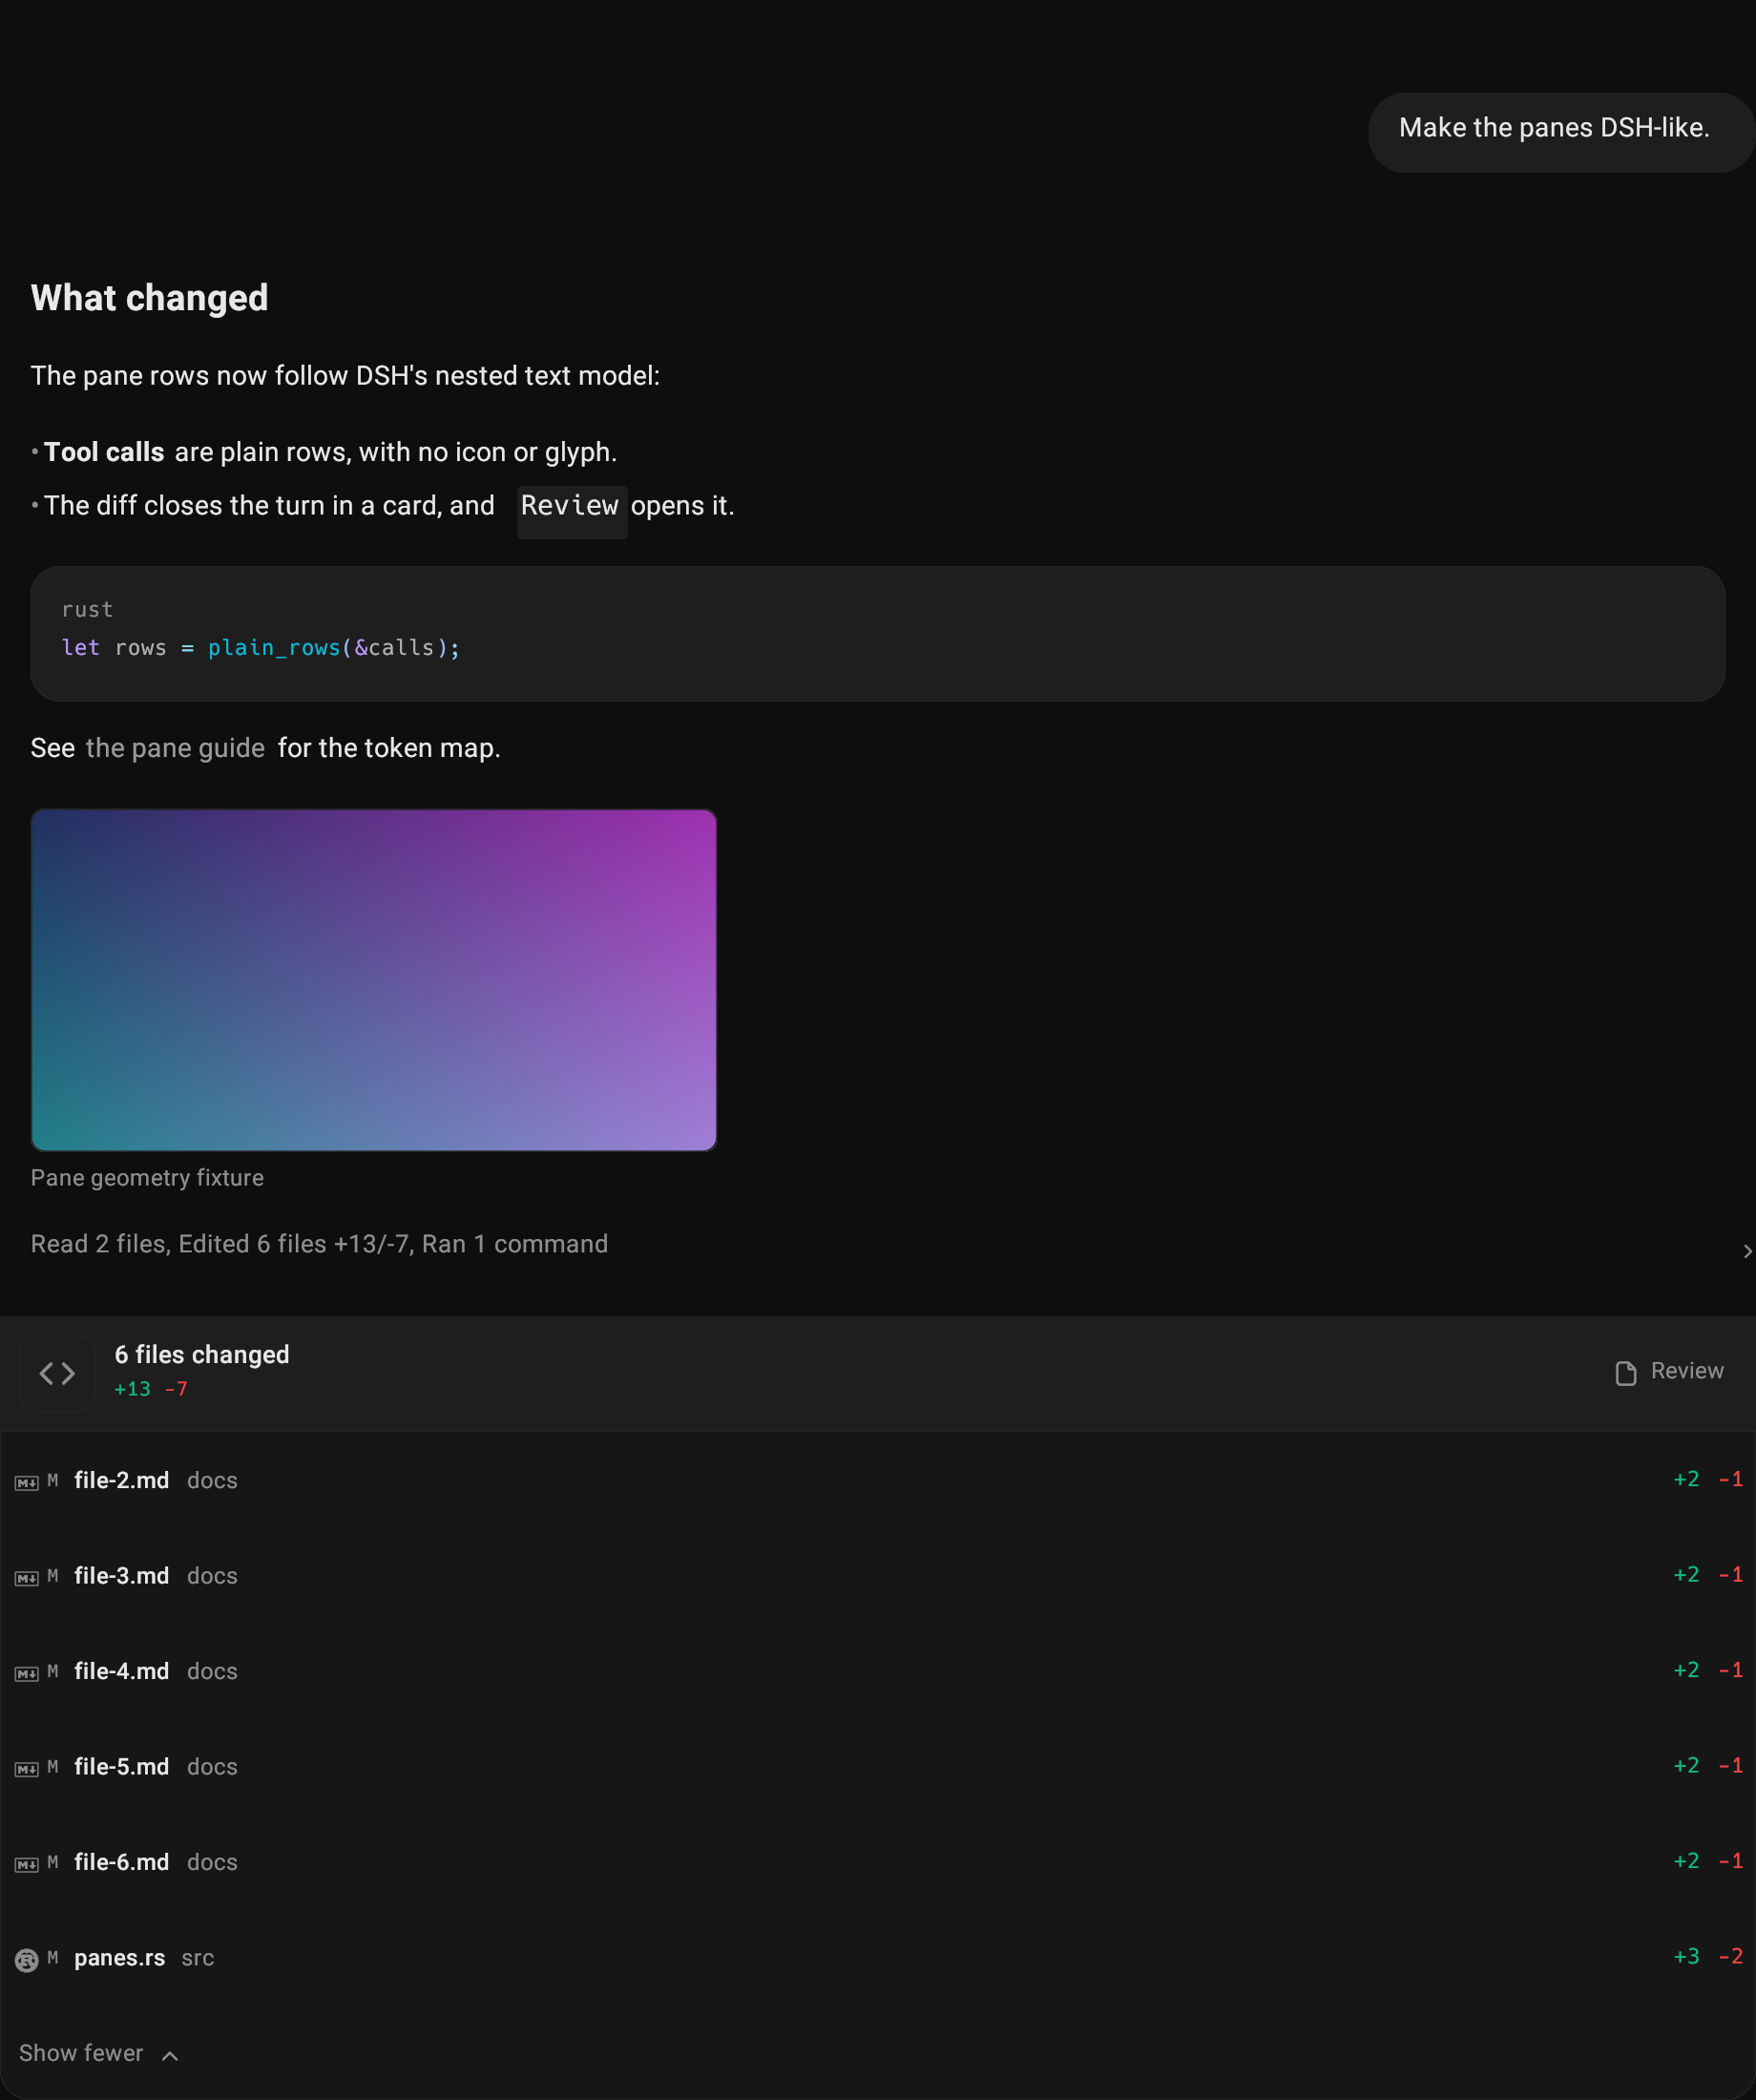 Make the panes DSH-like.
What changed
The pane rows now follow DSH's nested text model:
• Tool calls are plain rows, with no icon or glyph.
• The diff closes the turn in a card, and Review opens it.
rust
let rows = plain_rows(&calls);
See the pane guide for the token map.
Pane geometry fixture
Read 2 files, Edited 6 files +13/-7, Ran 1 command
6 files changed
+13 -7
Review
M↓ M file-2.md docs +2 -1
M↓ M file-3.md docs +2 -1
M↓ M file-4.md docs +2 -1
M↓ M file-5.md docs +2 -1
M↓ M file-6.md docs +2 -1
R M panes.rs src +3 -2
Show fewer